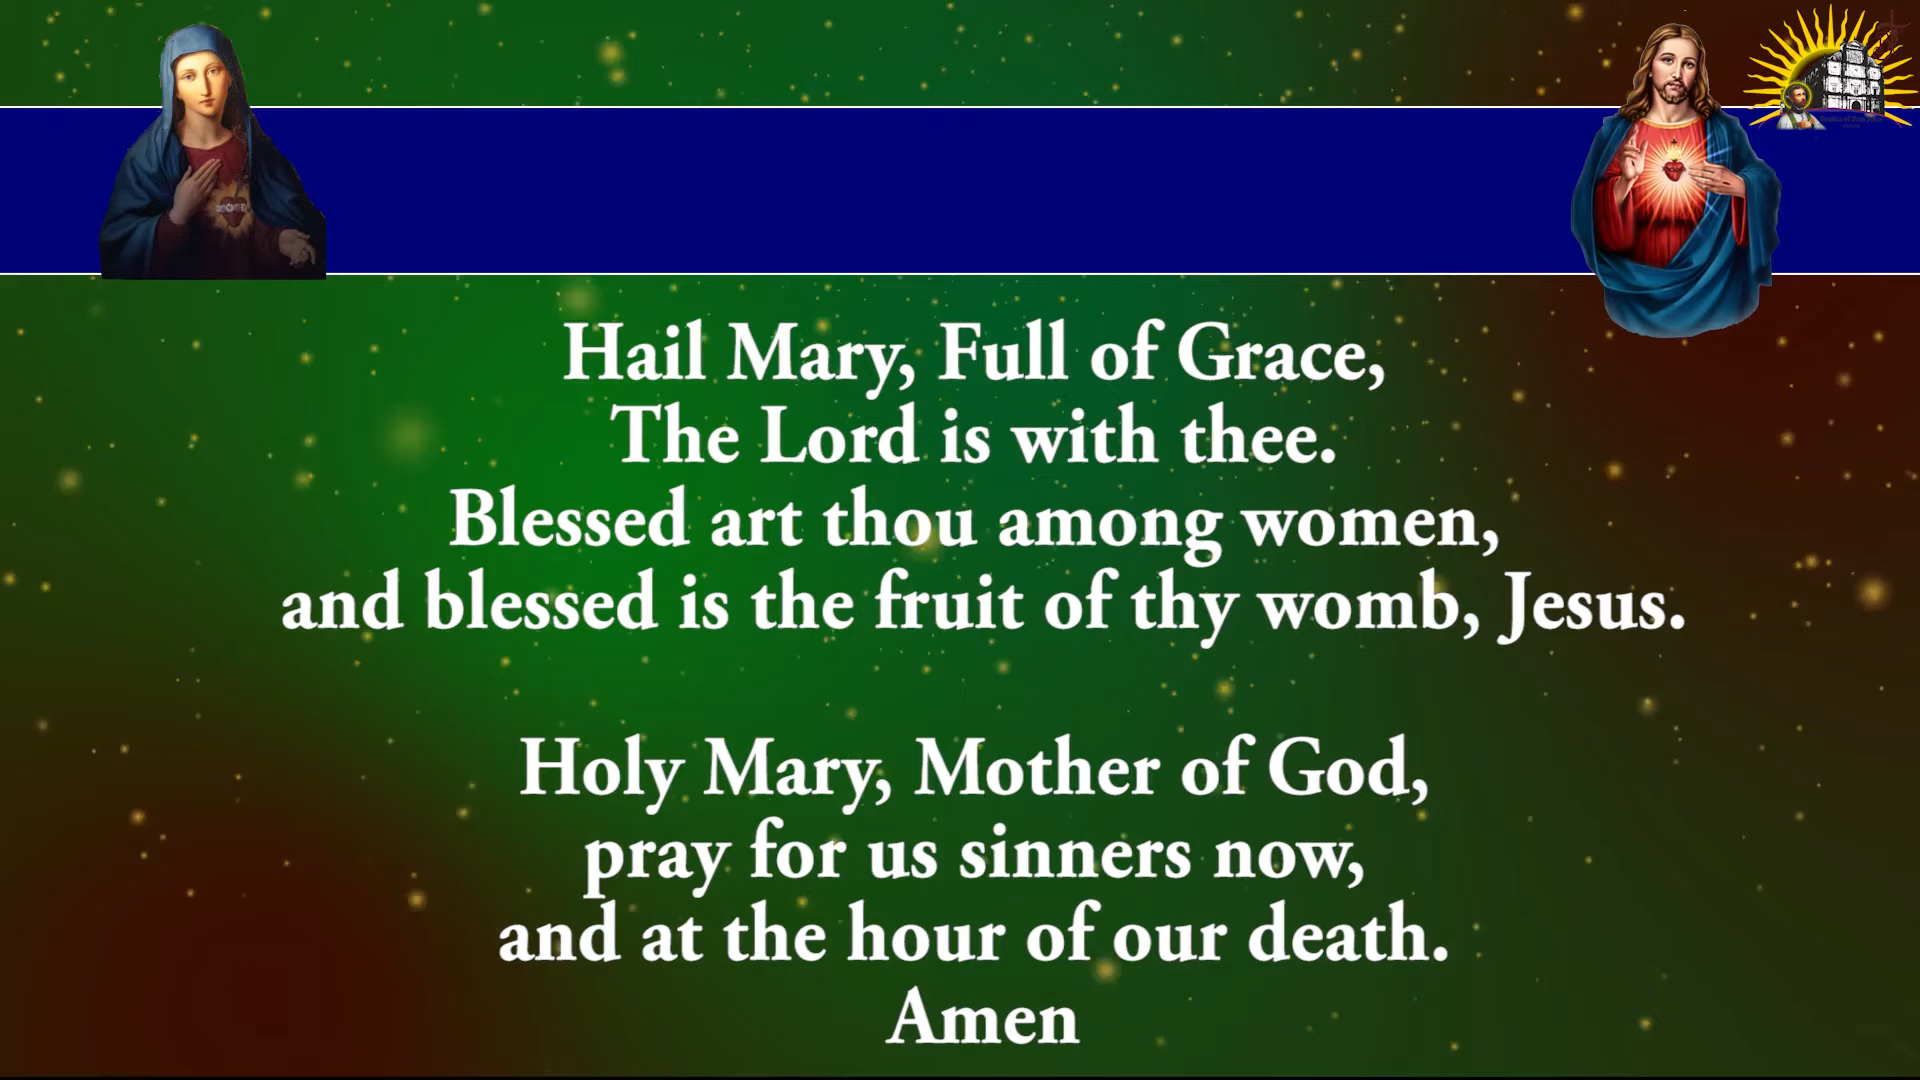 Hail Mary, Full of Grace,
The Lord is with thee.
Blessed art thou among women,
and blessed is the fruit of thy womb, Jesus.
Holy Mary, Mother of God,
pray for us sinners now,
and at the hour of our death.
Amen